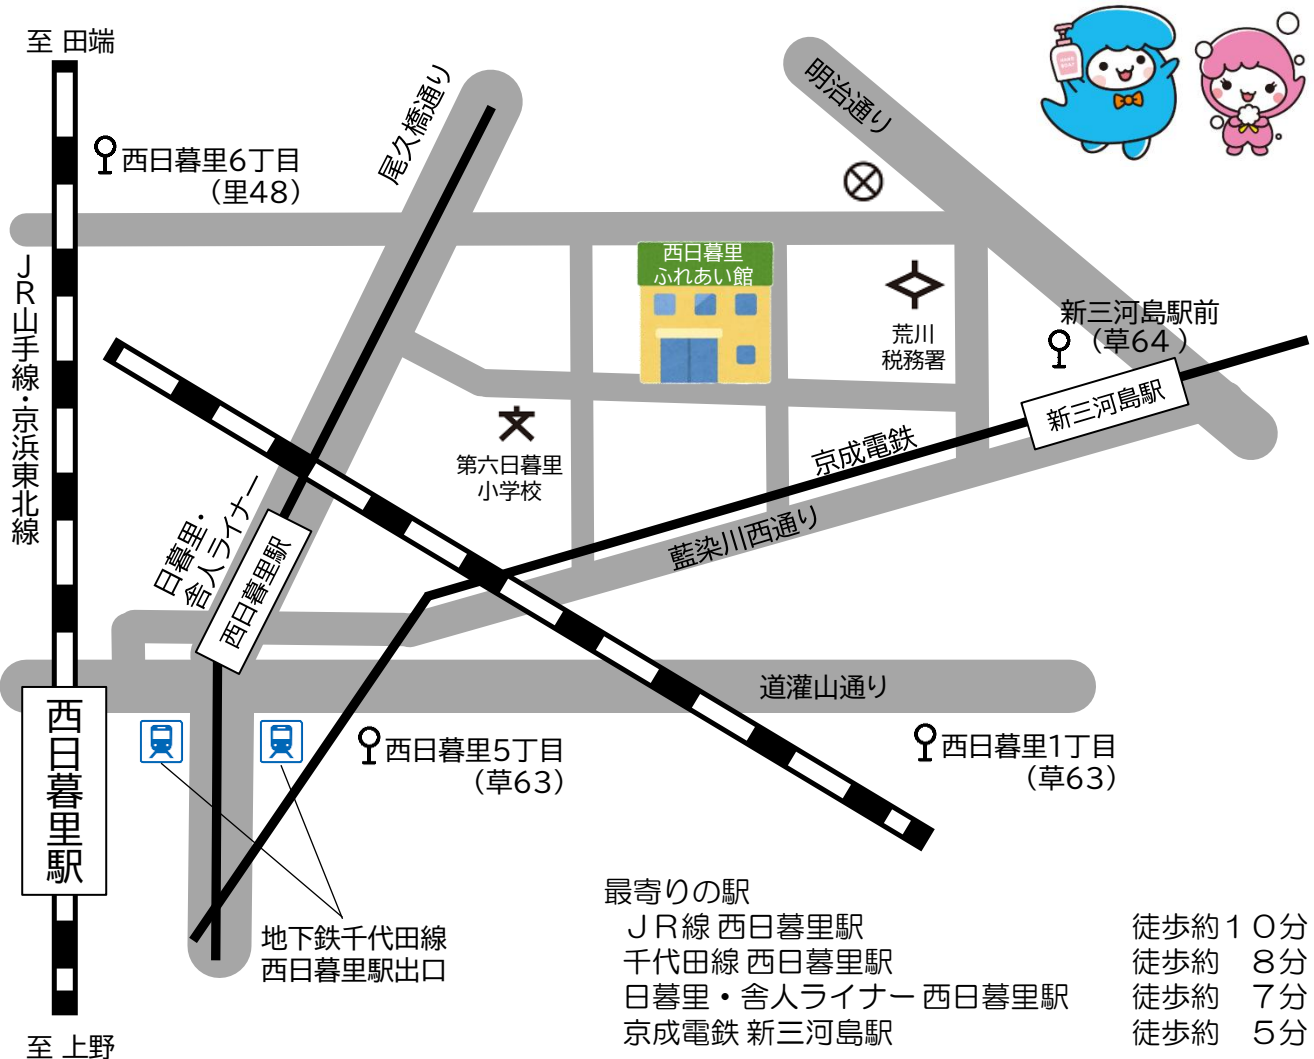 至 田端
尾久橋通り
明治通り
西日暮里6丁目
（里48）
西日暮里
ふれあい館
JR山手線・京浜東北線
荒川
税務署
新三河島駅前
（草64）
新三河島駅
第六日暮里
小学校
京成電鉄
日暮里・
舎人ライナー
西日暮里駅
藍染川西通り
道灌山通り
西日暮里駅
西日暮里5丁目
（草63）
西日暮里1丁目
（草63）
地下鉄千代田線
西日暮里駅出口
至 上野
最寄りの駅
ＪＲ線 西日暮里駅 徒歩約１０分
千代田線 西日暮里駅 徒歩約　８分
日暮里・舎人ライナー 西日暮里駅 徒歩約　７分
京成電鉄 新三河島駅 徒歩約　５分